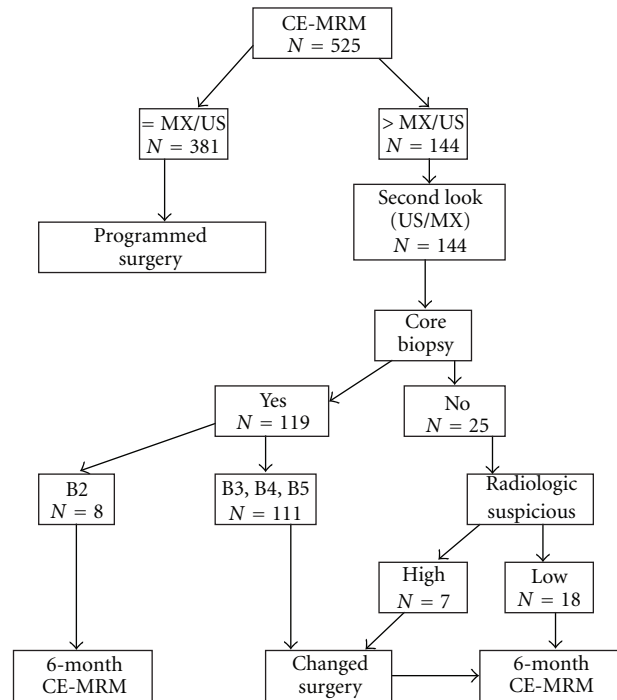 CE-MRM
N = 525
= MX/US
N = 381
> MX/US
N = 144
Programmed
surgery
Second look
(US/MX)
N = 144
Core
biopsy
Yes
N = 119
No
N = 25
B2
N = 8
B3, B4, B5
N = 111
Radiologic
suspicious
High
N = 7
Low
N = 18
6-month
CE-MRM
Changed
surgery
6-month
CE-MRM